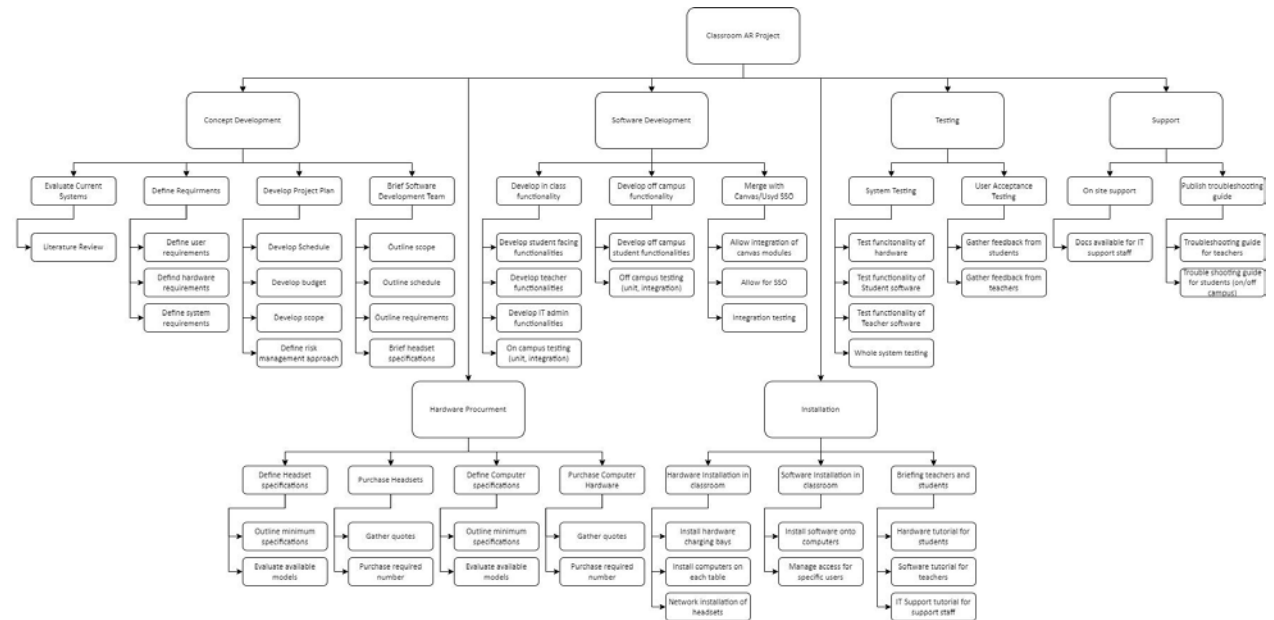 Classroom AR Project
Concept Development
Software Development
Testing
Support
Evaluate Current
Systems
Define Requirments
Develop Project Plan
Brief Software
Development Team
Develop in class
functionality
Develop off campus
functionality
Merge with
Canvas/Usyd SSO
System Testing
User Acceptance
Testing
On site support
Publish troubleshooting
guide
Literature Review
Define user
requirements
Defind hardware
requirements
Define system
requirements
Develop Schedule
Develop budget
Develop scope
Define risk
management approach
Outline scope
Outline schedule
Outline requirements
Brief headset
specifications
Develop student facing
functionalities
Develop teacher
functionalities
Develop IT admin
functionalities
On campus testing
(unit, integration)
Develop off campus
student functionalities
Off campus testing
(unit, integration)
Allow integration of
canvas modules
Allow for SSO
Integration testing
Test funcitonality of
hardware
Test functionality of
Student software
Test functionality of
Teacher software
Whole system testing
Gather feedback from
students
Gather feedback from
teachers
Docs available for IT
support staff
Troubleshooting guide
for teachers
Trouble shooting guide
for students (on/off
campus)
Hardware Procurment
Installation
Define Headset
specifications
Purchase Headsets
Define Computer
specifications
Purchase Computer
Hardware
Hardware Installation in
classroom
Software Installation in
classroom
Briefing teachers and
students
Outline minimum
specifications
Evaluate available
models
Gather quotes
Purchase required
number
Outline minimum
specifications
Evaluate available
models
Gather quotes
Purchase required
number
Install hardware
charging bays
Install computers on
each table
Network installation of
headsets
Install software onto
computers
Manage access for
specific users
Hardware tutorial for
students
Software tutorial for
teachers
IT Support tutorial for
support staff